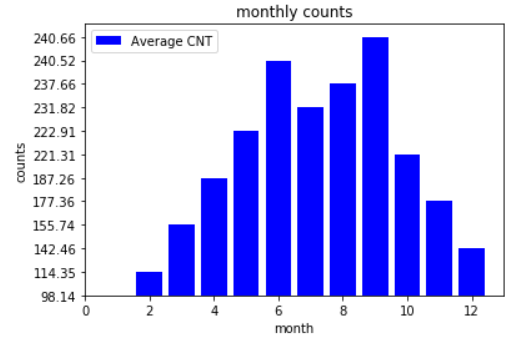 monthly counts
Average CNT
240.66
240.52
237.66
231.82
222.91
221.31
187.26
177.36
155.74
142.46
114.35
98.14
counts
0 2 4 6 8 10 12
month